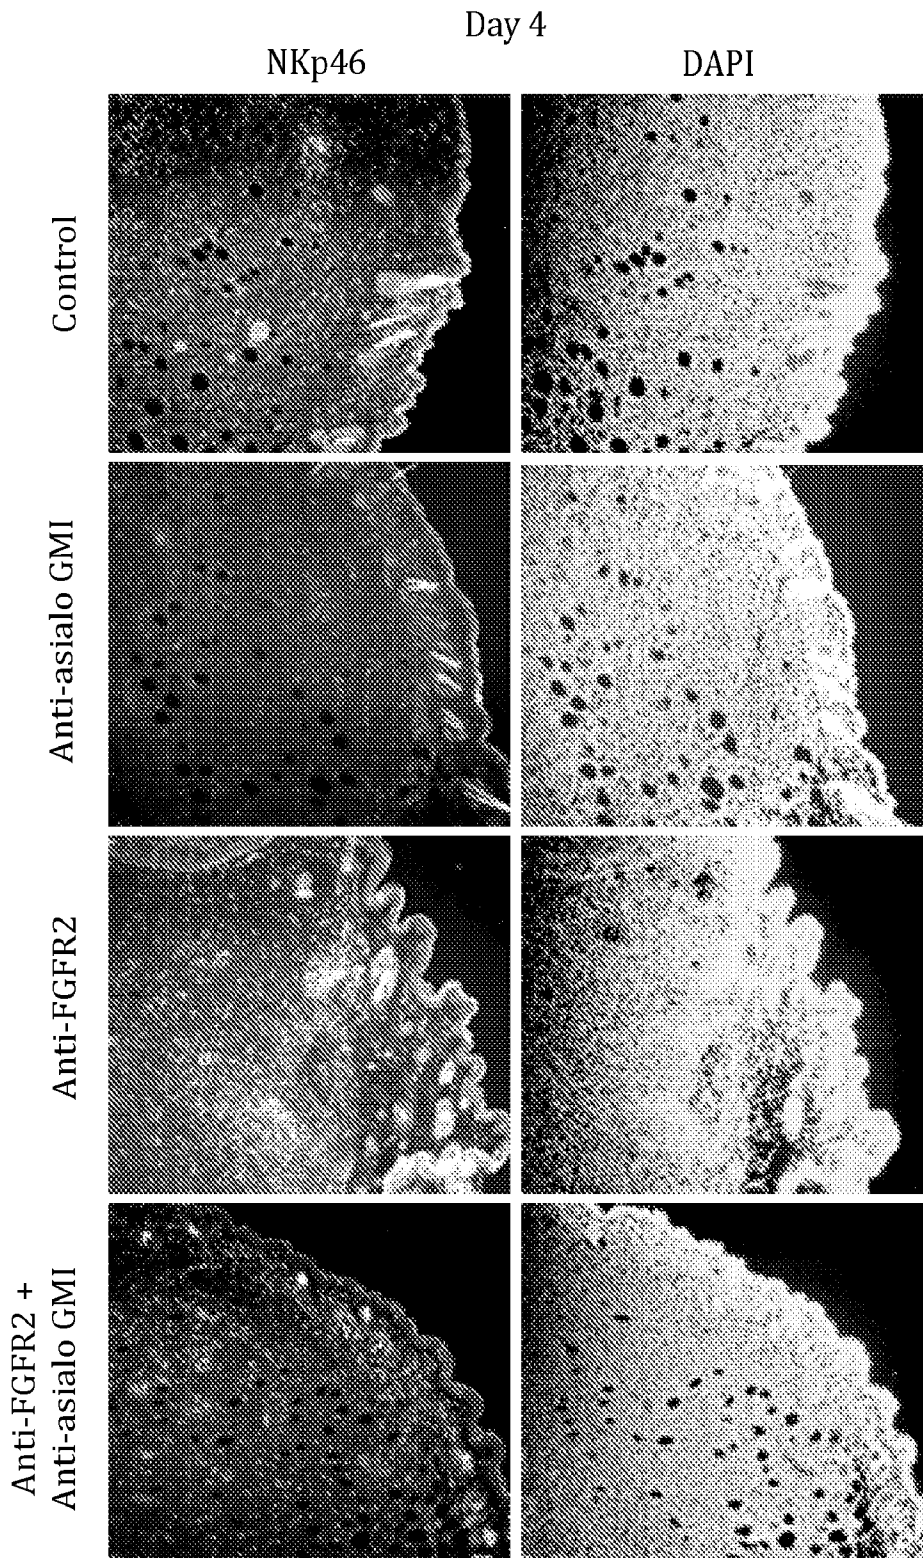 Day 4
NKp46
DAPI
Control
Anti-asialo GMI
Anti-FGFR2
Anti-FGFR2 +
Anti-asialo GMI